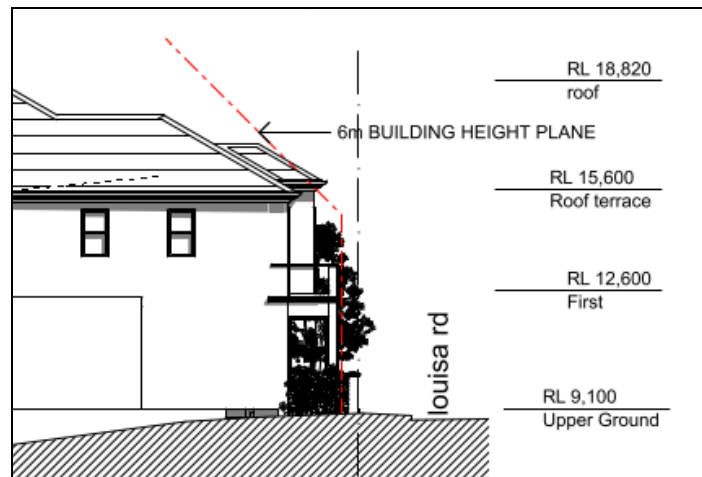 RL 18,820
roof
6m BUILDING HEIGHT PLANE
RL 15,600
Roof terrace
RL 12,600
First
louisa rd
RL 9,100
Upper Ground